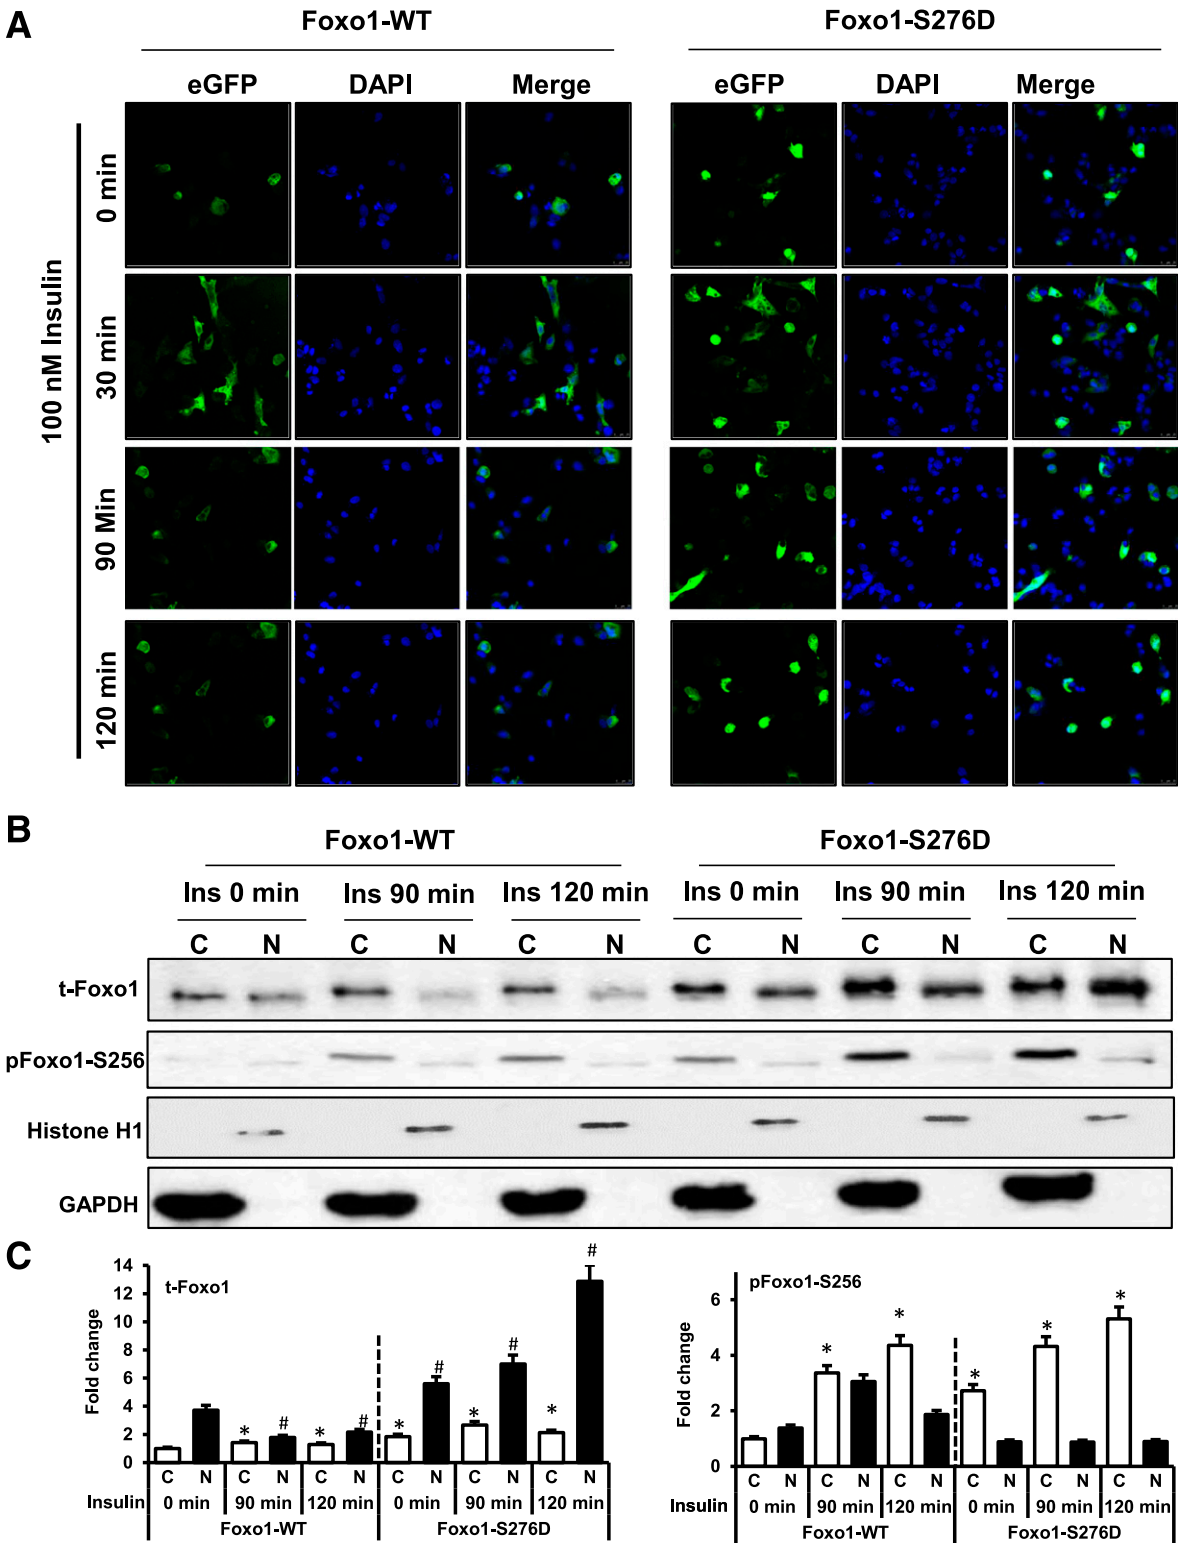 A
Foxo1-WT
Foxo1-S276D
eGFP DAPI Merge eGFP DAPI Merge
100 nM Insulin
0 min
30 min
90 Min
120 min
B
Foxo1-WT
Foxo1-S276D
Ins 0 min Ins 90 min Ins 120 min Ins 0 min Ins 90 min Ins 120 min
C N C N C N C N C N C N
t-Foxo1
pFoxo1-S256
Histone H1
GAPDH
C
t-Foxo1
Fold change
14
12
10
8
6
4
2
0
* # * # * # * # * #
C N C N C N C N C N C N
Insulin 0 min 90 min 120 min 0 min 90 min 120 min
Foxo1-WT Foxo1-S276D
pFoxo1-S256
Fold change
6
4
2
0
* * * * *
C N C N C N C N C N C N
Insulin 0 min 90 min 120 min 0 min 90 min 120 min
Foxo1-WT Foxo1-S276D